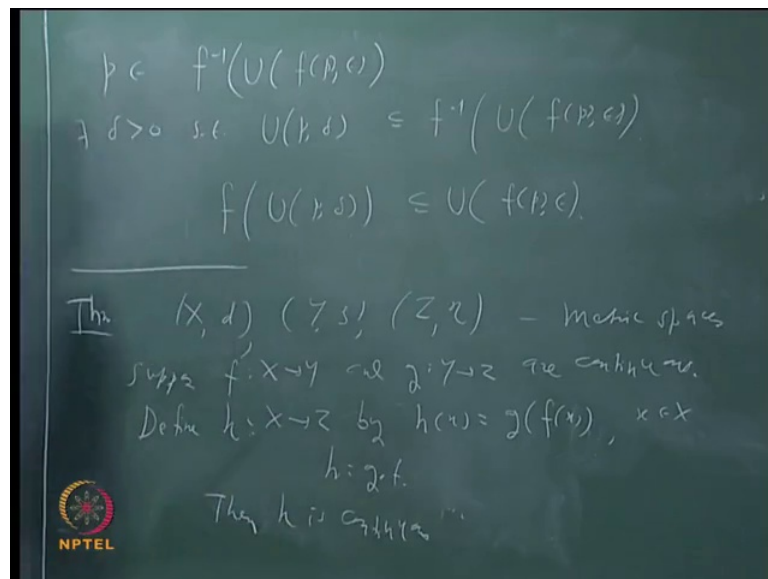 p ∈ f⁻¹(U(f(p, ε))
∃ δ>0 s.t. U(p, δ) ⊆ f⁻¹(U(f(p), ε))
f(U(p, δ)) ⊆ U(f(p), ε).
Thm (X, d), (Y, s), (Z, η) – metric spaces
Suppose f: X→Y and g: Y→Z are continuous.
Define h: X→Z by h(x) = g(f(x)), x ∈ X
h = g∘f.
Then h is continuous
NPTEL